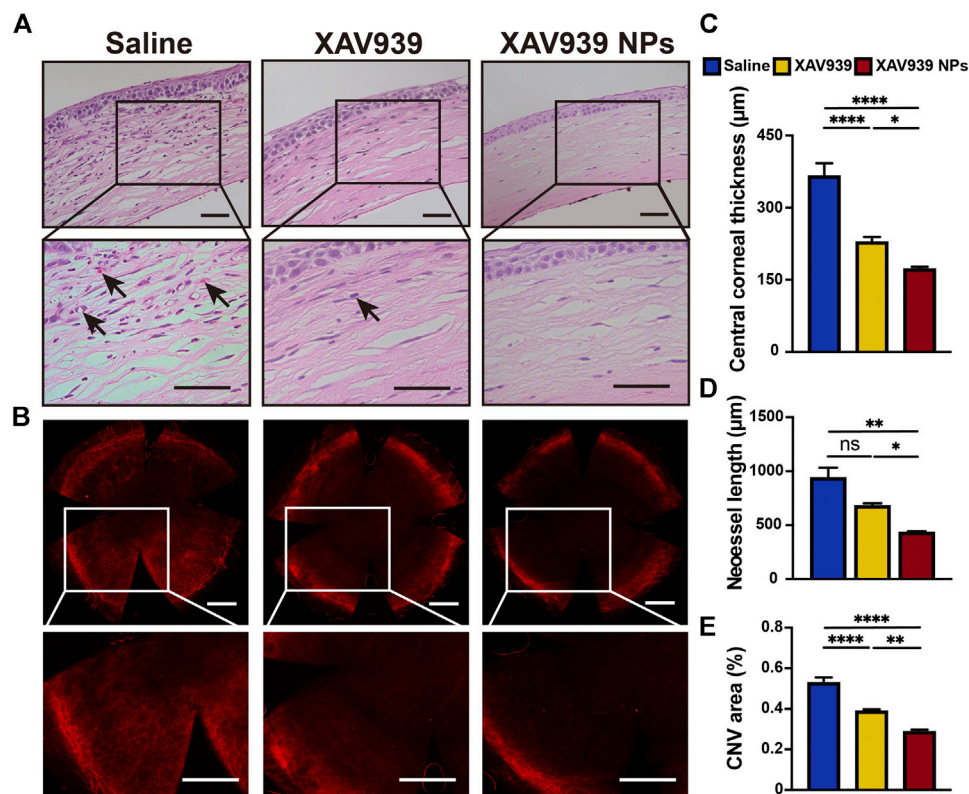 A
Saline
XAV939
XAV939 NPs
B
C
Saline XAV939 XAV939 NPs
Central corneal thickness (μm)
450
300
150
0
****
**** *
D
Neoessel length (μm)
1500
1000
500
0
**
ns *
E
CNV area (%)
0.8
0.6
0.4
0.2
0
****
**** **